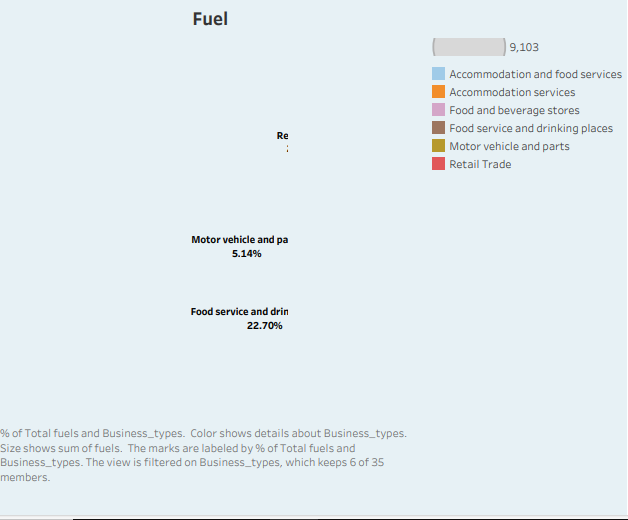 Fuel
9,103
Accommodation and food services
Accommodation services
Food and beverage stores
Food service and drinking places
Motor vehicle and parts
Retail Trade
Re
Motor vehicle and pa
5.14%
Food service and drin
22.70%
% of Total fuels and Business_types. Color shows details about Business_types.
Size shows sum of fuels. The marks are labeled by % of Total fuels and
Business_types. The view is filtered on Business_types, which keeps 6 of 35
members.